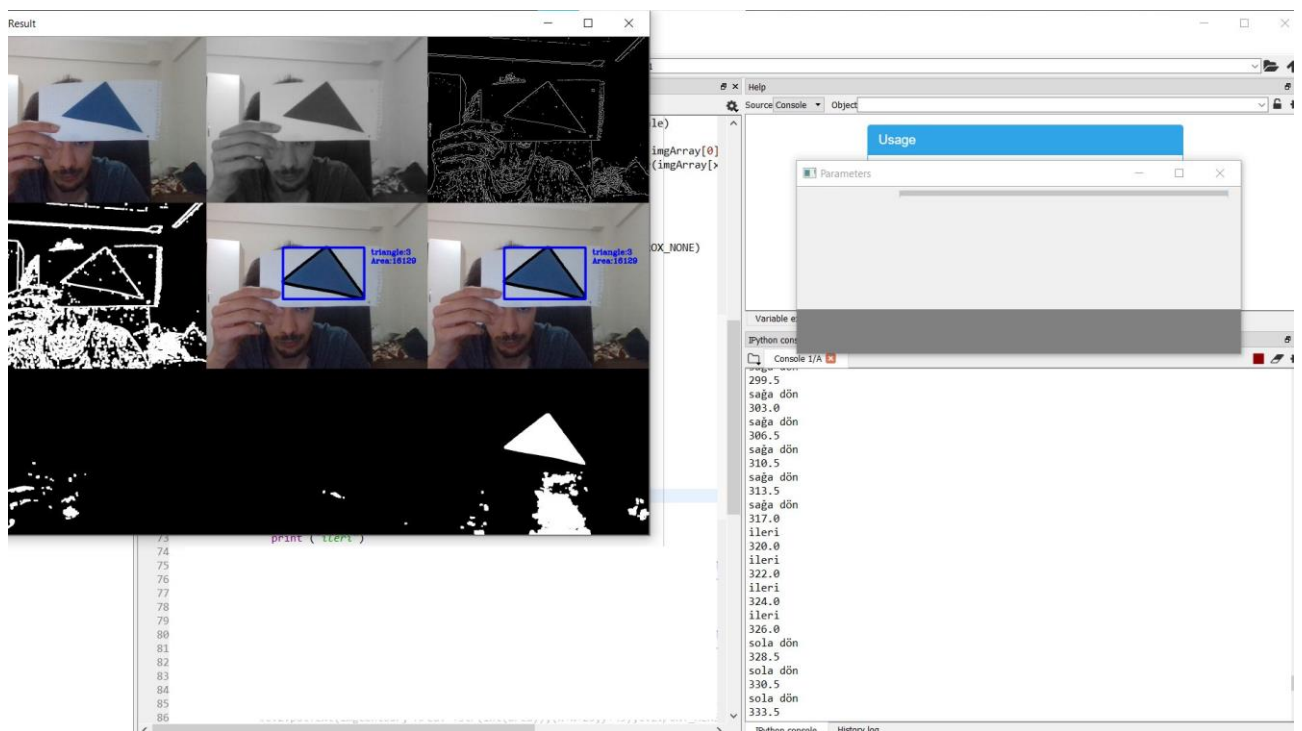 Result
triangle:3
Area:16129
triangle:3
Area:16129
le)
imgArray[0]
(imgArray[x
OX_NONE)
73 print ( ileri )
74
75
76
77
78
79
80
81
82
83
84
85
86
Help
Source Console Object
Usage
Parameters
Variable e
IPython cons
Console 1/A
sağa dön
299.5
sağa dön
303.0
sağa dön
306.5
sağa dön
310.5
sağa dön
313.5
sağa dön
317.0
ileri
320.0
ileri
322.0
ileri
324.0
ileri
326.0
sola dön
328.5
sola dön
330.5
sola dön
333.5
IPython console History log